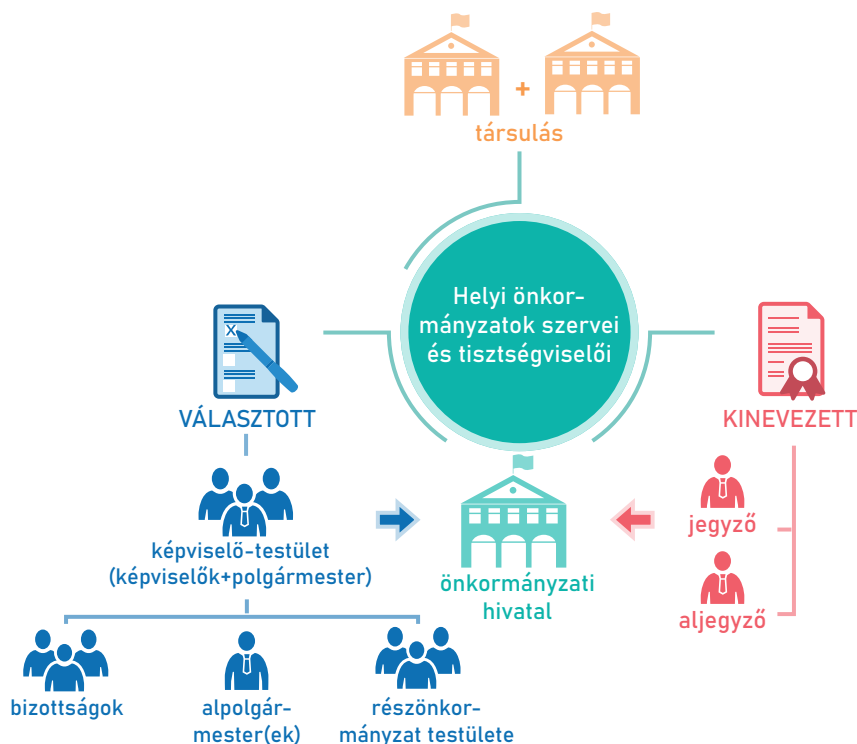 +
társulás
Helyi önkor-
mányzatok szervei
és tisztségviselői
X
VÁLASZTOTT
KINEVEZETT
képviselő-testület
(képviselők+polgármester)
önkormányzati
hivatal
jegyző
aljegyző
bizottságok
alpolgár-
mester(ek)
részönkor-
mányzat testülete